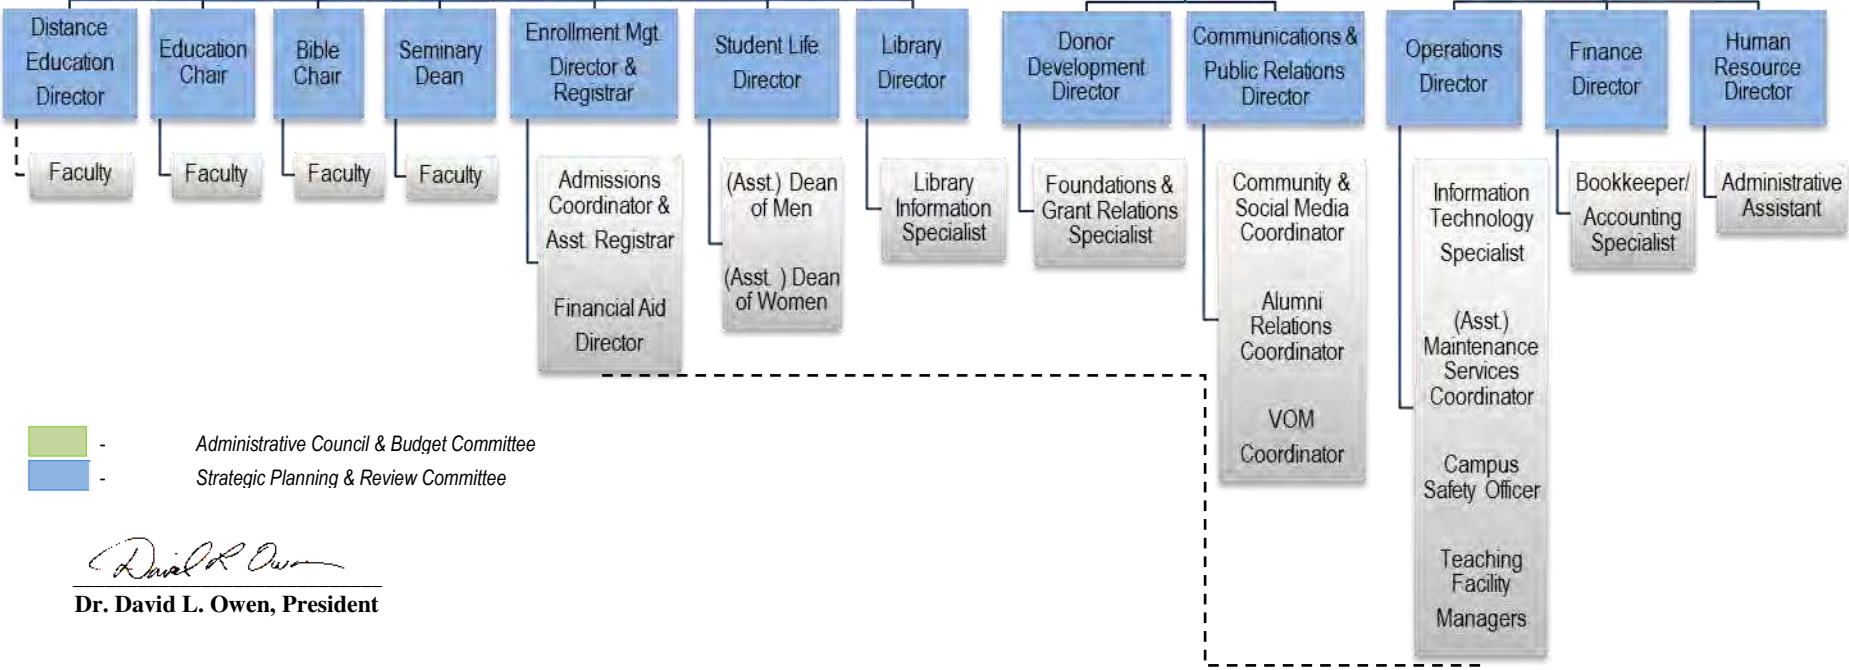 Distance
Education
Director
Education
Chair
Bible
Chair
Seminary
Dean
Enrollment Mgt.
Director &
Registrar
Student Life
Director
Library
Director
Donor
Development
Director
Communications &
Public Relations
Director
Operations
Director
Finance
Director
Human
Resource
Director
Faculty
Faculty
Faculty
Faculty
Admissions
Coordinator &
Asst. Registrar
Financial Aid
Director
(Asst.) Dean
of Men
(Asst. ) Dean
of Women
Library
Information
Specialist
Foundations &
Grant Relations
Specialist
Community &
Social Media
Coordinator
Alumni
Relations
Coordinator
VOM
Coordinator
Information
Technology
Specialist
(Asst.)
Maintenance
Services
Coordinator
Campus
Safety Officer
Teaching
Facility
Managers
Bookkeeper/
Accounting
Specialist
Administrative
Assistant
- Administrative Council & Budget Committee
- Strategic Planning & Review Committee
David L Owen
Dr. David L. Owen, President